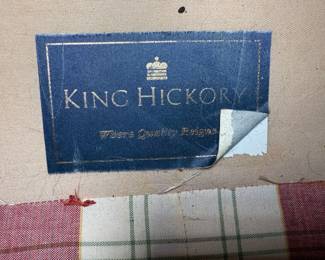 KING HICKORY
Where Quality Reigns